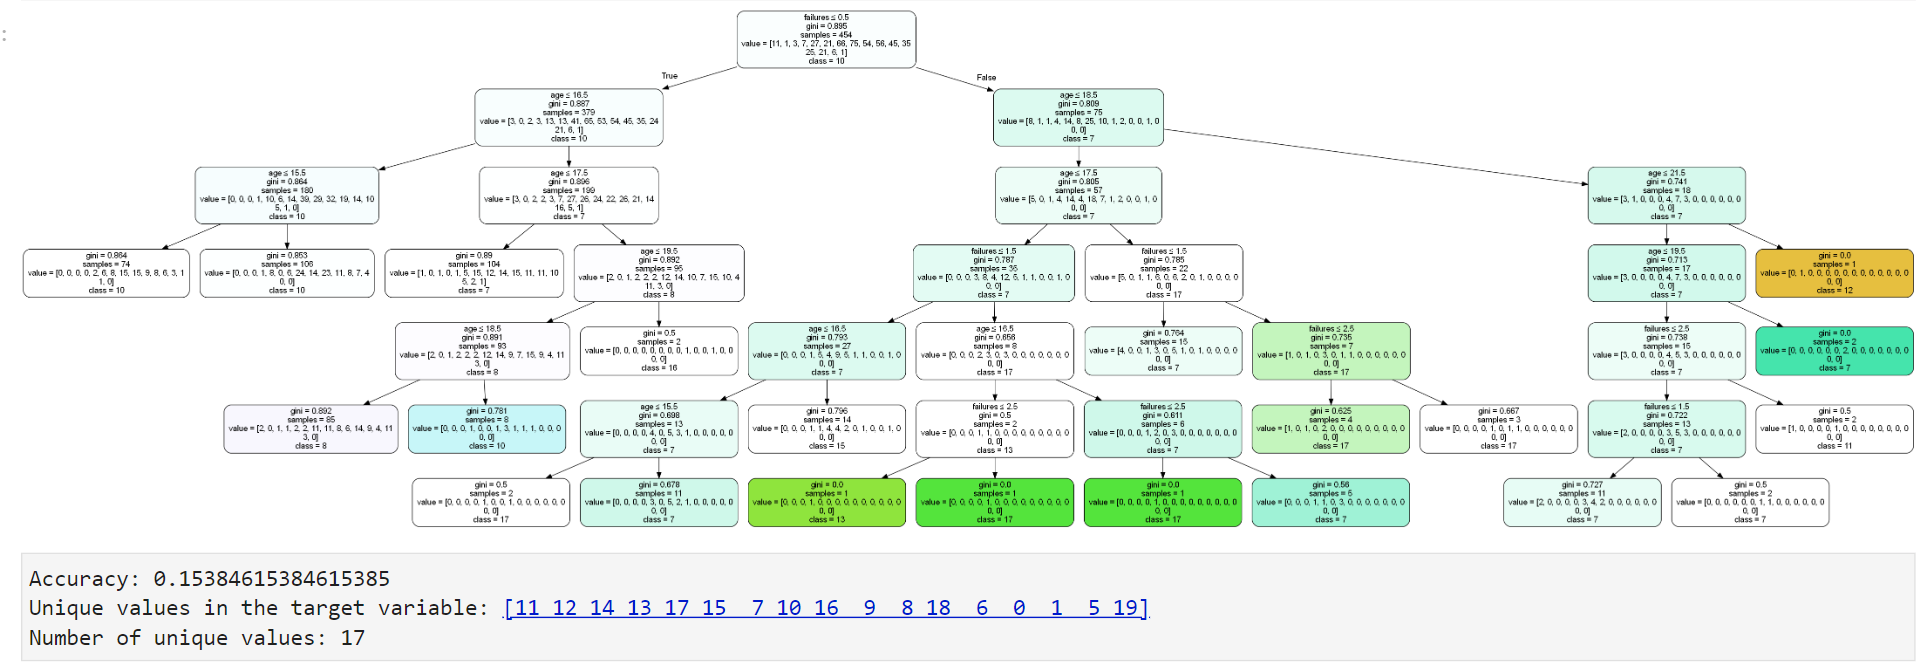 :
failures ≤ 0.5
gini = 0.895
samples = 454
value = [11, 1, 3, 7, 27, 21, 66, 75, 54, 56, 45, 35
25, 21, 6, 1]
class = 10
True
False
age ≤ 16.5
gini = 0.887
samples = 379
value = [3, 0, 2, 3, 13, 13, 41, 65, 53, 54, 45, 35, 24
21, 6, 1]
class = 10
age ≤ 18.5
gini = 0.809
samples = 75
value = [8, 1, 1, 4, 14, 8, 25, 10, 1, 2, 0, 0, 1, 0
0, 0]
class = 7
age ≤ 15.5
gini = 0.864
samples = 180
value = [0, 0, 0, 1, 10, 6, 14, 39, 29, 32, 19, 14, 10
5, 1, 0]
class = 10
age ≤ 17.5
gini = 0.896
samples = 199
value = [3, 0, 2, 2, 3, 7, 27, 26, 24, 22, 26, 21, 14
16, 5, 1]
class = 7
age ≤ 17.5
gini = 0.805
samples = 57
value = [5, 0, 1, 4, 14, 4, 18, 7, 1, 2, 0, 0, 1, 0
0, 0]
class = 7
age ≤ 21.5
gini = 0.741
samples = 18
value = [3, 1, 0, 0, 0, 4, 7, 3, 0, 0, 0, 0, 0, 0
0, 0]
class = 7
gini = 0.864
samples = 74
value = [0, 0, 0, 0, 2, 6, 8, 15, 15, 9, 8, 6, 3, 1
1, 0]
class = 10
gini = 0.853
samples = 106
value = [0, 0, 0, 1, 8, 0, 6, 24, 14, 23, 11, 8, 7, 4
0, 0]
class = 10
gini = 0.89
samples = 104
value = [1, 0, 1, 0, 1, 5, 15, 12, 14, 15, 11, 11, 10
5, 2, 1]
class = 7
age ≤ 19.5
gini = 0.892
samples = 95
value = [2, 0, 1, 2, 2, 2, 12, 14, 10, 7, 15, 10, 4
11, 3, 0]
class = 8
failures ≤ 1.5
gini = 0.787
samples = 35
value = [0, 0, 0, 3, 8, 4, 12, 5, 1, 1, 0, 0, 1, 0
0, 0]
class = 7
failures ≤ 1.5
gini = 0.785
samples = 22
value = [5, 0, 1, 1, 6, 0, 6, 2, 0, 1, 0, 0, 0, 0
0, 0]
class = 17
age ≤ 19.5
gini = 0.713
samples = 17
value = [3, 0, 0, 0, 0, 4, 7, 3, 0, 0, 0, 0, 0, 0
0, 0]
class = 7
gini = 0.0
samples = 1
value = [0, 1, 0, 0, 0, 0, 0, 0, 0, 0, 0, 0, 0, 0
0, 0]
class = 12
age ≤ 18.5
gini = 0.891
samples = 93
value = [2, 0, 1, 2, 2, 2, 12, 14, 9, 7, 15, 9, 4, 11
3, 0]
class = 8
gini = 0.5
samples = 2
value = [0, 0, 0, 0, 0, 0, 0, 0, 1, 0, 0, 1, 0, 0
0, 0]
class = 16
age ≤ 16.5
gini = 0.793
samples = 27
value = [0, 0, 0, 1, 5, 4, 9, 5, 1, 1, 0, 0, 1, 0
0, 0]
class = 7
age ≤ 16.5
gini = 0.656
samples = 8
value = [0, 0, 0, 2, 3, 0, 3, 0, 0, 0, 0, 0, 0, 0
0, 0]
class = 17
gini = 0.764
samples = 15
value = [4, 0, 0, 1, 3, 0, 5, 1, 0, 1, 0, 0, 0, 0
0, 0]
class = 7
failures ≤ 2.5
gini = 0.735
samples = 7
value = [1, 0, 1, 0, 3, 0, 1, 1, 0, 0, 0, 0, 0, 0
0, 0]
class = 17
failures ≤ 2.5
gini = 0.738
samples = 15
value = [3, 0, 0, 0, 0, 4, 5, 3, 0, 0, 0, 0, 0, 0
0, 0]
class = 7
gini = 0.0
samples = 2
value = [0, 0, 0, 0, 0, 0, 2, 0, 0, 0, 0, 0, 0, 0
0, 0]
class = 7
gini = 0.892
samples = 85
value = [2, 0, 1, 1, 2, 2, 11, 11, 8, 6, 14, 9, 4, 11
3, 0]
class = 8
gini = 0.781
samples = 8
value = [0, 0, 0, 1, 0, 0, 1, 3, 1, 1, 1, 0, 0, 0
0, 0]
class = 10
age ≤ 15.5
gini = 0.698
samples = 13
value = [0, 0, 0, 0, 4, 0, 5, 3, 1, 0, 0, 0, 0, 0
0, 0]
class = 7
gini = 0.796
samples = 14
value = [0, 0, 0, 1, 1, 4, 4, 2, 0, 1, 0, 0, 1, 0
0, 0]
class = 15
failures ≤ 2.5
gini = 0.5
samples = 2
value = [0, 0, 0, 1, 1, 0, 0, 0, 0, 0, 0, 0, 0, 0
0, 0]
class = 13
failures ≤ 2.5
gini = 0.611
samples = 6
value = [0, 0, 0, 1, 2, 0, 3, 0, 0, 0, 0, 0, 0, 0
0, 0]
class = 7
gini = 0.625
samples = 4
value = [1, 0, 1, 0, 2, 0, 0, 0, 0, 0, 0, 0, 0, 0
0, 0]
class = 17
gini = 0.667
samples = 3
value = [0, 0, 0, 0, 1, 0, 1, 1, 0, 0, 0, 0, 0, 0
0, 0]
class = 17
failures ≤ 1.5
gini = 0.722
samples = 13
value = [2, 0, 0, 0, 0, 3, 5, 3, 0, 0, 0, 0, 0, 0
0, 0]
class = 7
gini = 0.5
samples = 2
value = [1, 0, 0, 0, 0, 1, 0, 0, 0, 0, 0, 0, 0, 0
0, 0]
class = 11
gini = 0.5
samples = 2
value = [0, 0, 0, 0, 1, 0, 0, 1, 0, 0, 0, 0, 0, 0
0, 0]
class = 17
gini = 0.678
samples = 11
value = [0, 0, 0, 0, 3, 0, 5, 2, 1, 0, 0, 0, 0, 0
0, 0]
class = 7
gini = 0.0
samples = 1
value = [0, 0, 0, 1, 0, 0, 0, 0, 0, 0, 0, 0, 0, 0
0, 0]
class = 13
gini = 0.0
samples = 1
value = [0, 0, 0, 0, 1, 0, 0, 0, 0, 0, 0, 0, 0, 0
0, 0]
class = 17
gini = 0.0
samples = 1
value = [0, 0, 0, 0, 1, 0, 0, 0, 0, 0, 0, 0, 0, 0
0, 0]
class = 17
gini = 0.56
samples = 5
value = [0, 0, 0, 1, 1, 0, 3, 0, 0, 0, 0, 0, 0, 0
0, 0]
class = 7
gini = 0.727
samples = 11
value = [2, 0, 0, 0, 0, 3, 4, 2, 0, 0, 0, 0, 0, 0
0, 0]
class = 7
gini = 0.5
samples = 2
value = [0, 0, 0, 0, 0, 0, 1, 1, 0, 0, 0, 0, 0, 0
0, 0]
class = 7
Accuracy: 0.15384615384615385
Unique values in the target variable: [11 12 14 13 17 15  7 10 16  9  8 18  6  0  1  5 19]
Number of unique values: 17